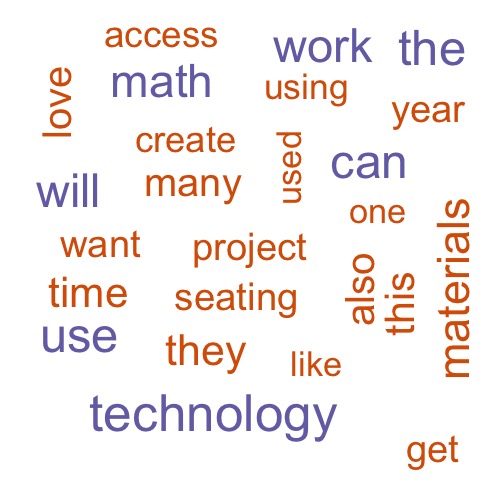 access
work
the
math
love
using
year
create
used
can
many
will
one
want
project
materials
also
this
time
seating
use
they
like
technology
get